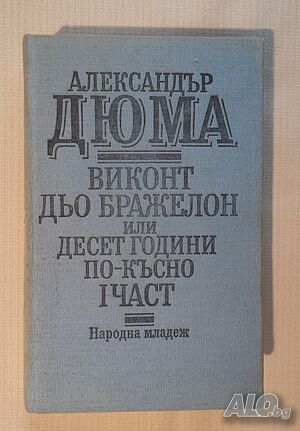 АЛЕКСАНДЪР
ДЮМА
ВИКОНТ
ДЬО БРАЖЕЛОН
ИЛИ
ДЕСЕТ ГОДИНИ
ПО-КЪСНО
I ЧАСТ
Народна младеж
ALO.bg